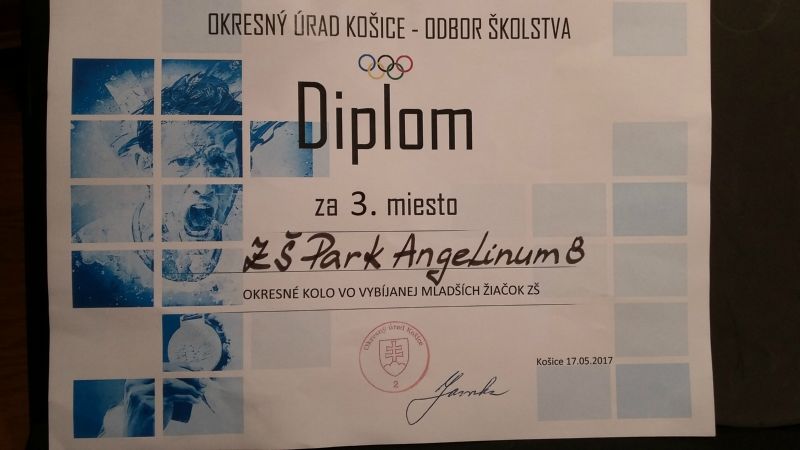 OKRESNÝ ÚRAD KOŠICE - ODBOR ŠKOLSTVA
Diplom
za 3. miesto
ZŠ Park Angelinum 8
OKRESNÉ KOLO VO VYBÍJANEJ MLADŠÍCH ŽIAČOK ZŠ
Okresný úrad Košice
2
Košice 17.05.2017